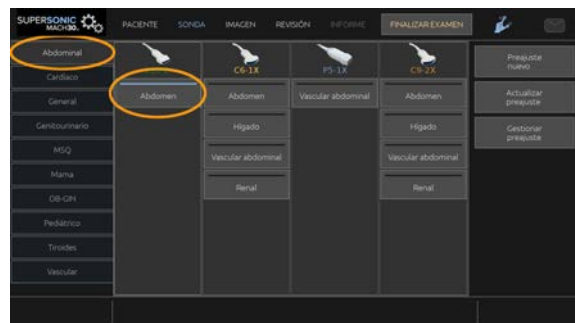 SUPERSONIC
MACH30.
PACIENTE SONDA IMAGEN REVISIÓN INFORME FINALIZAR EXAMEN
Abdominal
Cardíaco
General
Genitourinario
MSQ
Mama
OB-GIN
Pediátrico
Tiroides
Vascular
C6-1X P5-1X C9-2X
Abdomen Abdomen Vascular abdominal Abdomen
Hígado Hígado
Vascular abdominal Vascular abdominal
Renal Renal
Preajuste
nuevo
Actualizar
preajuste
Gestionar
preajuste